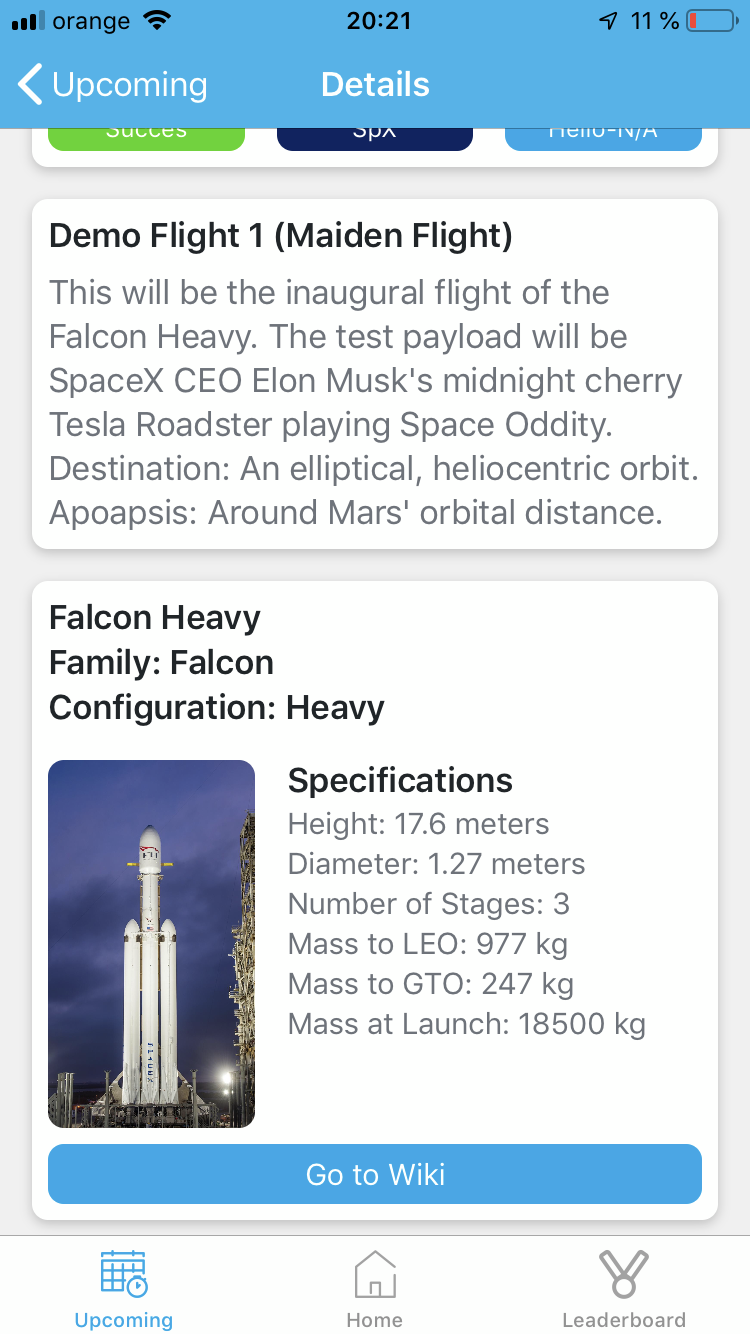 orange 20:21 11 %
Upcoming Details
Succes SpX Helio-N/A
Demo Flight 1 (Maiden Flight)
This will be the inaugural flight of the
Falcon Heavy. The test payload will be
SpaceX CEO Elon Musk's midnight cherry
Tesla Roadster playing Space Oddity.
Destination: An elliptical, heliocentric orbit.
Apoapsis: Around Mars' orbital distance.
Falcon Heavy
Family: Falcon
Configuration: Heavy
Specifications
Height: 17.6 meters
Diameter: 1.27 meters
Number of Stages: 3
Mass to LEO: 977 kg
Mass to GTO: 247 kg
Mass at Launch: 18500 kg
SPACEX
Go to Wiki
Upcoming Home Leaderboard